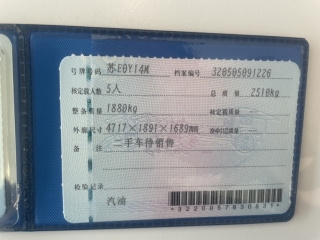 号牌号码 苏E0Y14M 档案编号 320505091226
核定载人数 5人 总质量 2510kg
整备质量 1880kg 核定载质量 --
外廓尺寸 4717×1891×1689mm 准牵引总质量 --
备注 二手车待销售
检验记录
汽油